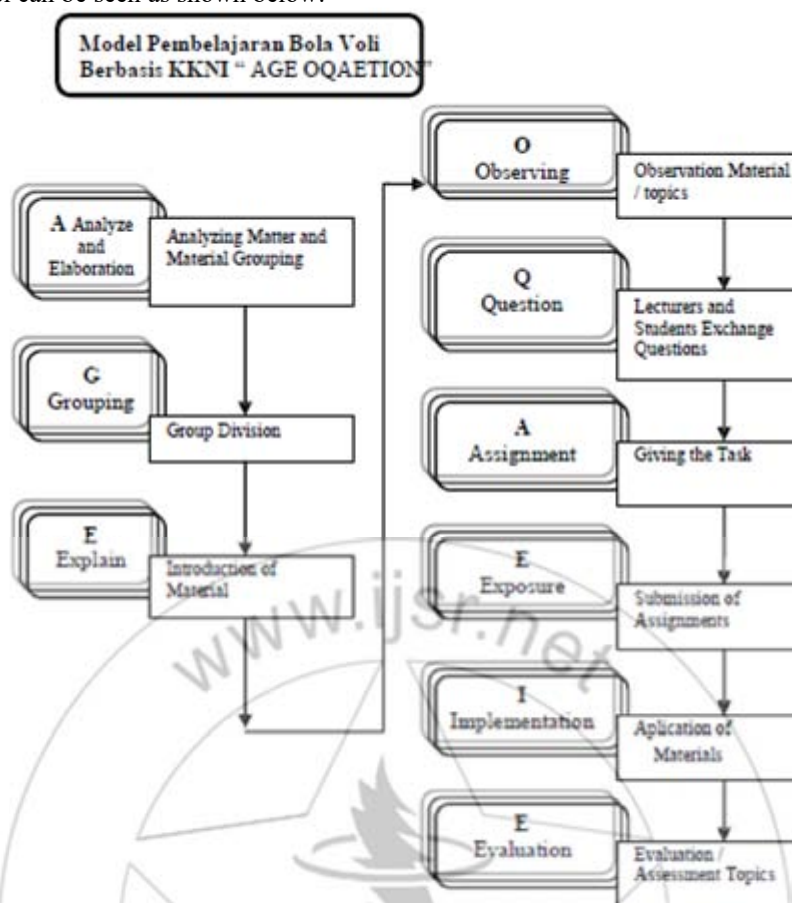 Model Pembelajaran Bola Voli
Berbasis KKNI “ AGE OQAETION”
A Analyze
and
Elaboration
Analyzing Matter and
Material Grouping
G
Grouping
Group Division
E
Explain
Introduction of
Material
O
Observing
Observation Material
/ topics
Q
Question
Lecturers and
Students Exchange
Questions
A
Assignment
Giving the Task
E
Exposure
Submission of
Assignments
I
Implementation
Aplication of
Materials
E
Evaluation
Evaluation /
Assessment Topics
www.ijsr.net